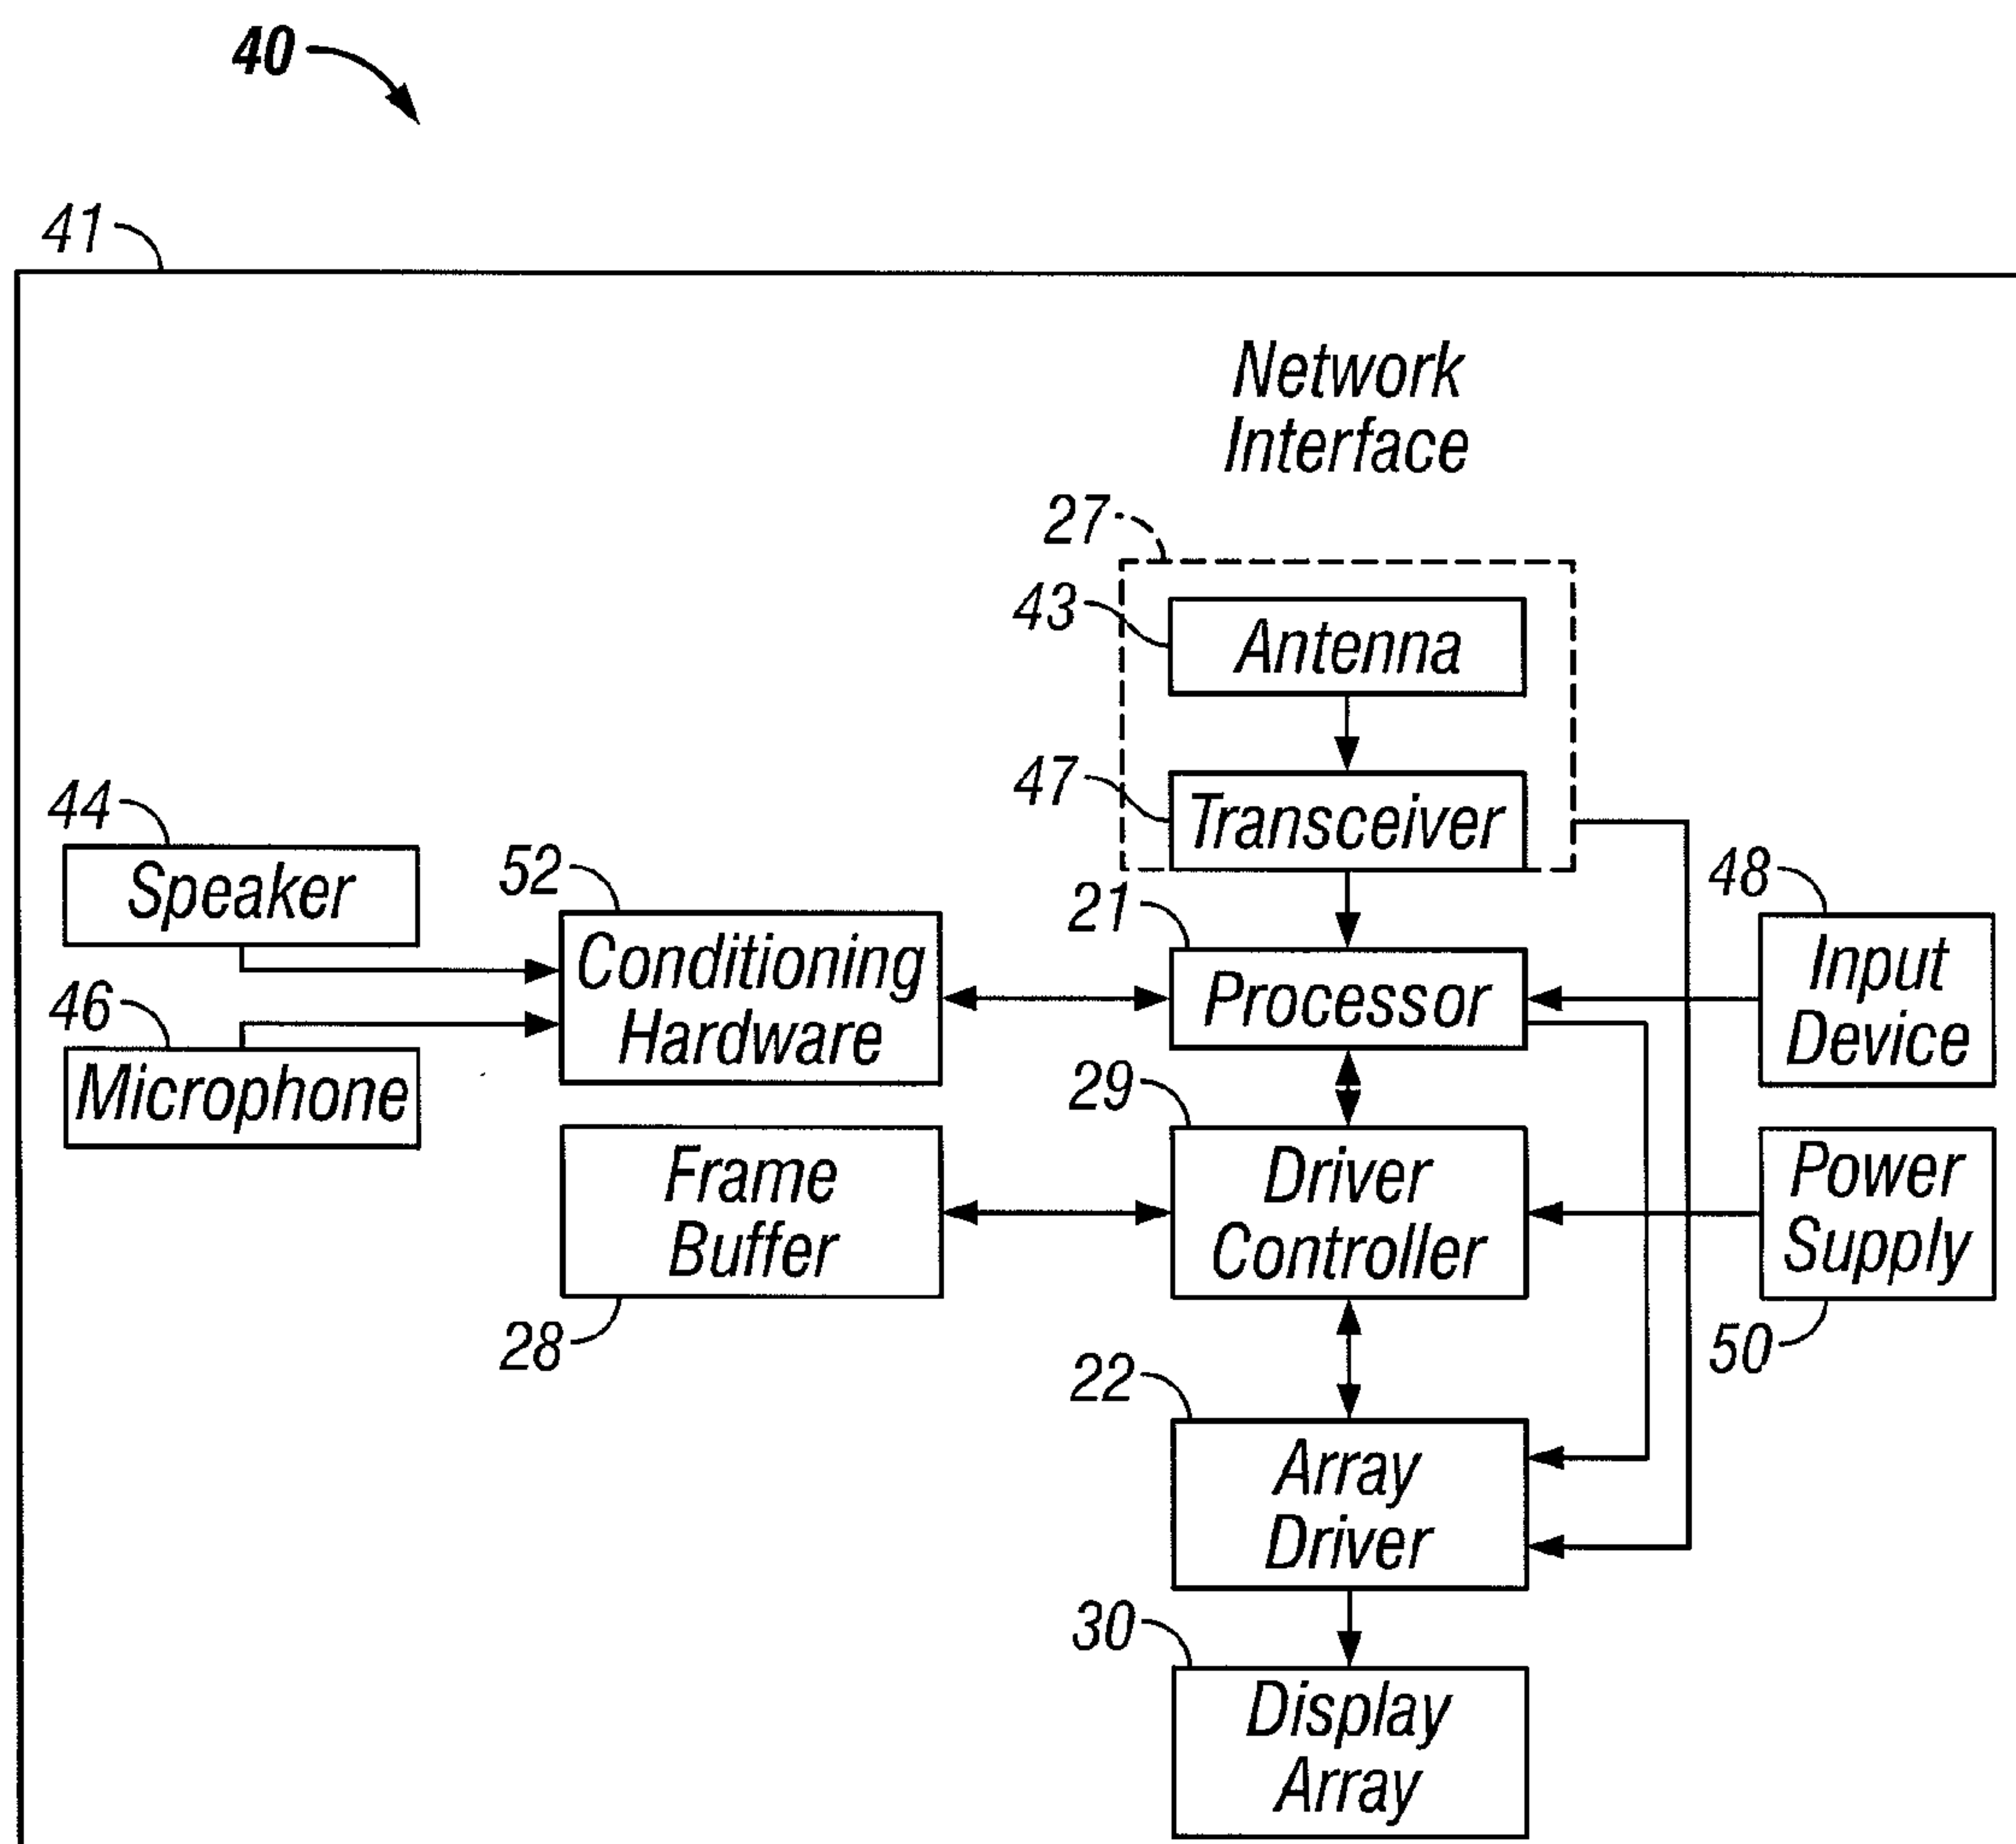 40
41
Network
Interface
27
43
Antenna
47
Transceiver
44
Speaker
52
Conditioning
Hardware
21
Processor
48
Input
Device
46
Microphone
29
Driver
Controller
Frame
Buffer
28
Power
Supply
50
22
Array
Driver
30
Display
Array